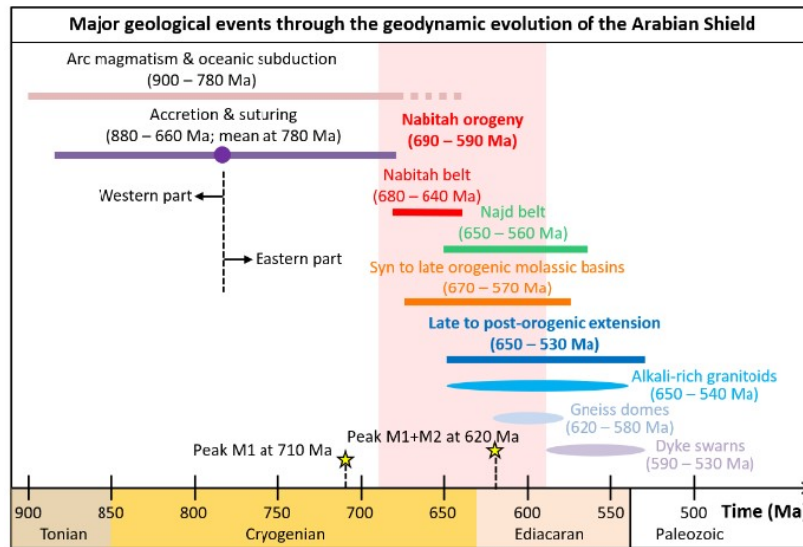 Major geological events through the geodynamic evolution of the Arabian Shield
Arc magmatism & oceanic subduction
(900 – 780 Ma)
Accretion & suturing
(880 – 660 Ma; mean at 780 Ma)
Nabitah orogeny
(690 – 590 Ma)
Western part
Eastern part
Nabitah belt
(680 – 640 Ma)
Najd belt
(650 – 560 Ma)
Syn to late orogenic molassic basins
(670 – 570 Ma)
Late to post-orogenic extension
(650 – 530 Ma)
Alkali-rich granitoids
(650 – 540 Ma)
Gneiss domes
(620 – 580 Ma)
Peak M1 at 710 Ma
Peak M1+M2 at 620 Ma
Dyke swarns
(590 – 530 Ma)
900 850 800 750 700 650 600 550 500 Time (Ma
Tonian Cryogenian Ediacaran Paleozoic